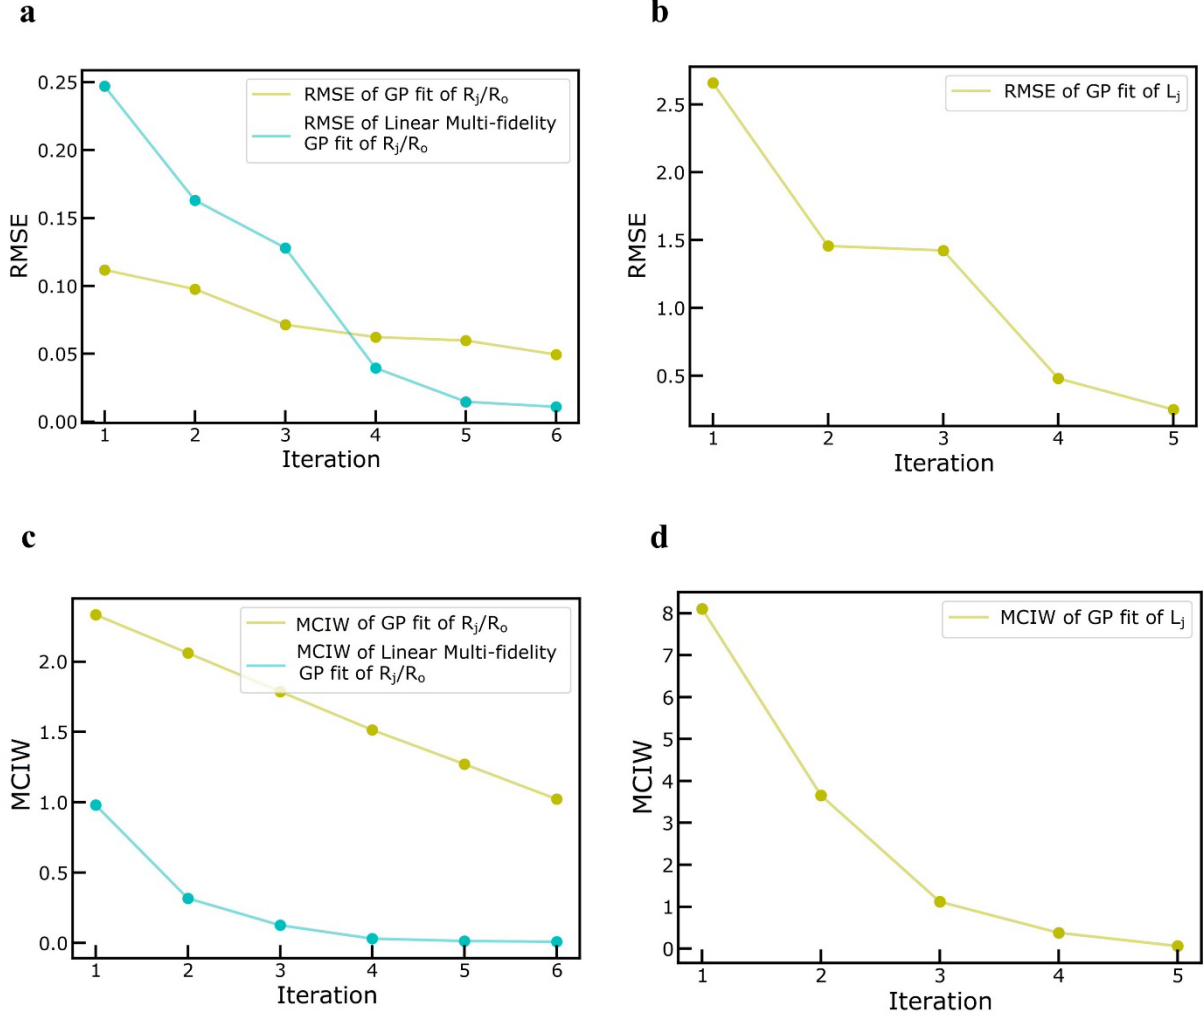 a
0.25
0.20
0.15
0.10
0.05
0.00
RMSE
RMSE of GP fit of Rj/Ro
RMSE of Linear Multi-fidelity
GP fit of Rj/Ro
1 2 3 4 5 6
Iteration
b
2.5
2.0
1.5
1.0
0.5
RMSE
RMSE of GP fit of Lj
1 2 3 4 5
Iteration
c
2.0
1.5
1.0
0.5
0.0
MCIW
MCIW of GP fit of Rj/Ro
MCIW of Linear Multi-fidelity
GP fit of Rj/Ro
1 2 3 4 5 6
Iteration
d
8
7
6
5
4
3
2
1
0
MCIW
MCIW of GP fit of Lj
1 2 3 4 5
Iteration